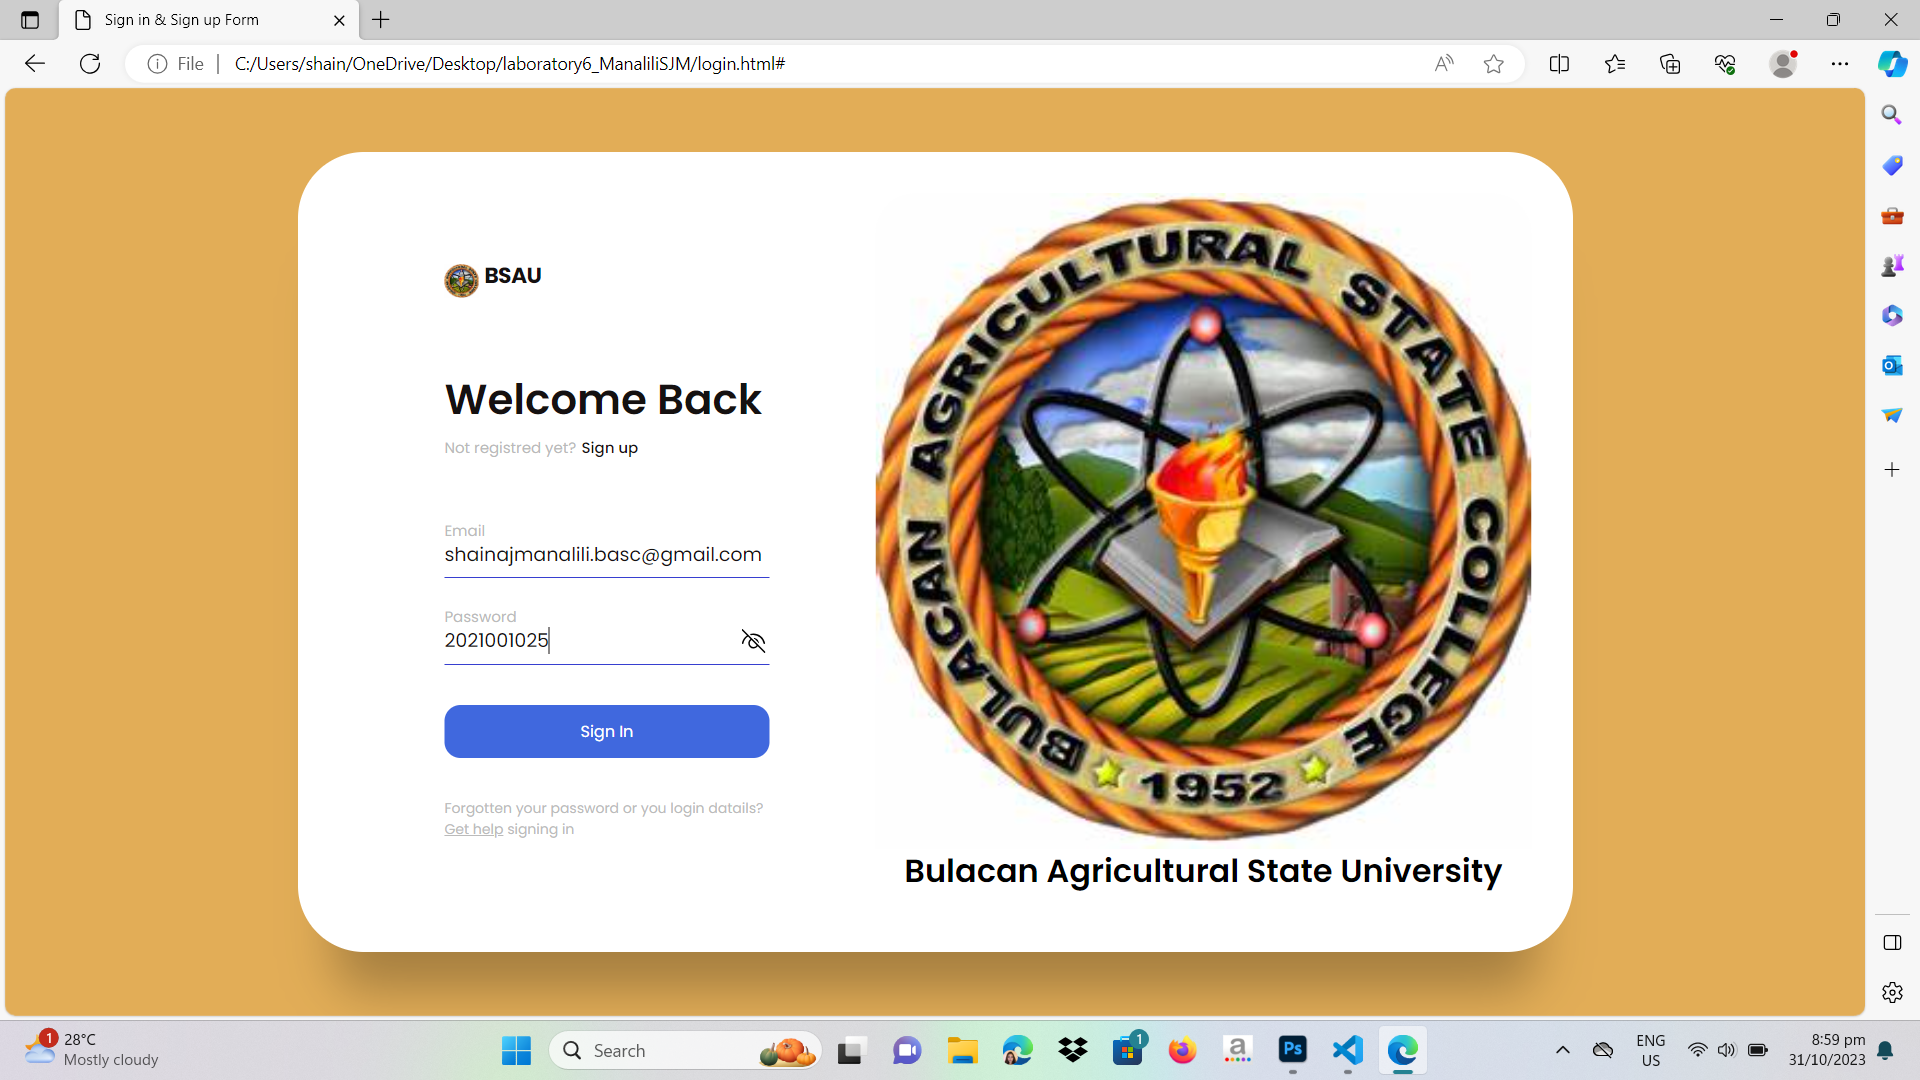 Sign in & Sign up Form
File
C:/Users/shain/OneDrive/Desktop/laboratory6_ManaliliSJM/login.html#
BSAU
Welcome Back
Not registred yet? Sign up
Email
shainajmanalili.basc@gmail.com
Password
2021001025
Sign In
Forgotten your password or you login datails?
Get help signing in
BULACAN AGRICULTURAL STATE COLLEGE
1952
Bulacan Agricultural State University
1
28°C
Mostly cloudy
Search
1
a
Ps
ENG
US
8:59 pm
31/10/2023